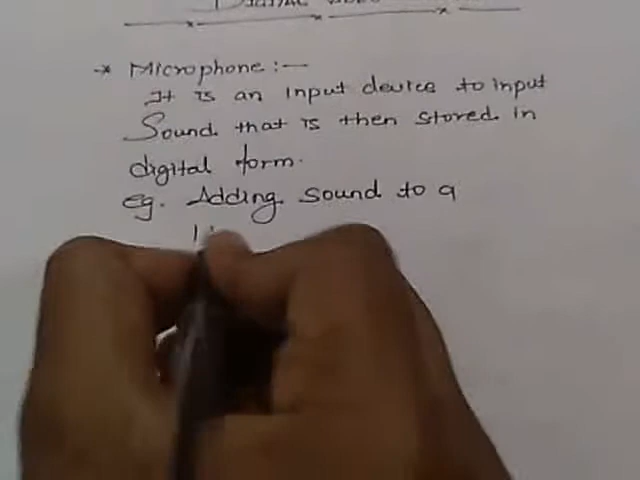 * Microphone :-
It is an input device to input
Sound that is then stored in
digital form.
eg. Adding sound to a